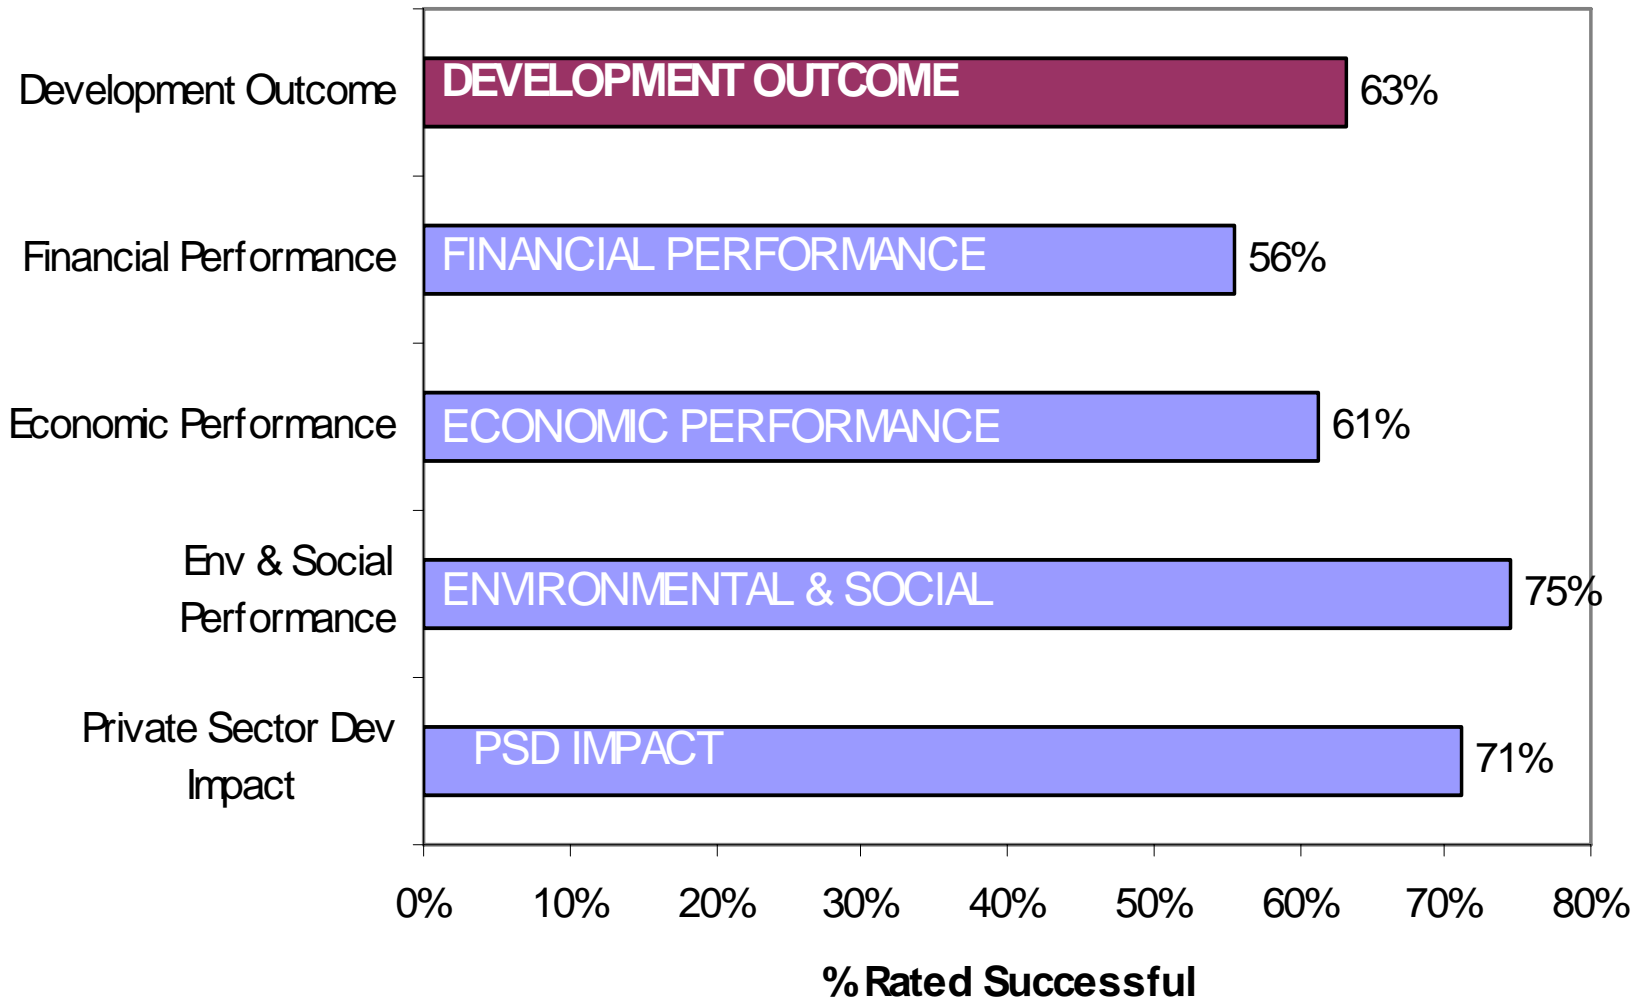 Development Outcome
DEVELOPMENT OUTCOME
63%
Financial Performance
FINANCIAL PERFORMANCE
56%
Economic Performance
ECONOMIC PERFORMANCE
61%
Env & Social
Performance
ENVIRONMENTAL & SOCIAL
75%
Private Sector Dev
Impact
PSD IMPACT
71%
0% 10% 20% 30% 40% 50% 60% 70% 80%
% Rated Successful